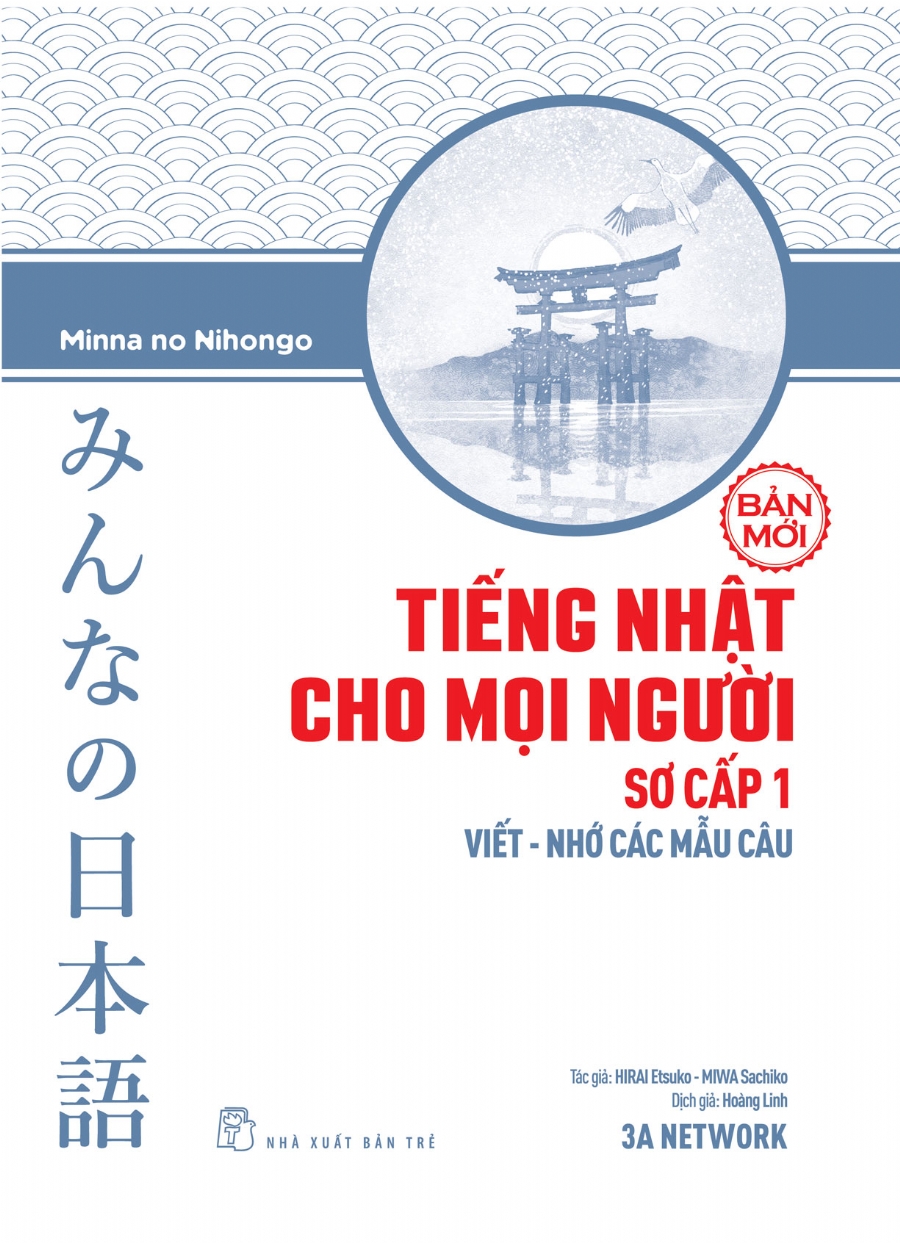 Minna no Nihongo
みんなの日本語
BẢN
MỚI
TIẾNG NHẬT
CHO MỌI NGƯỜI
SƠ CẤP 1
VIẾT - NHỚ CÁC MẪU CÂU
Tác giả: HIRAI Etsuko - MIWA Sachiko
Dịch giả: Hoàng Linh
3A NETWORK
T
NHÀ XUẤT BẢN TRẺ